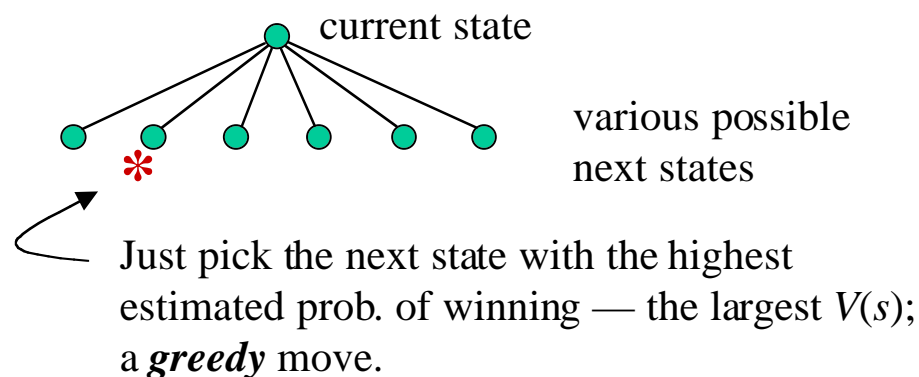 current state
various possible
next states
*
Just pick the next state with the highest
estimated prob. of winning — the largest V(s);
a greedy move.